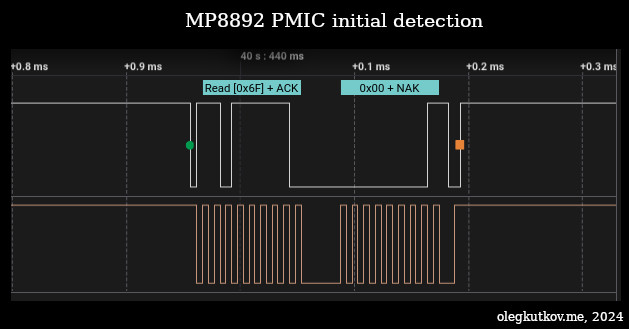 MP8892 PMIC initial detection
40 s : 440 ms
+0.8 ms +0.9 ms +0.1 ms +0.2 ms +0.3 ms
Read [0x6F] + ACK 0x00 + NAK
olegkutkov.me, 2024